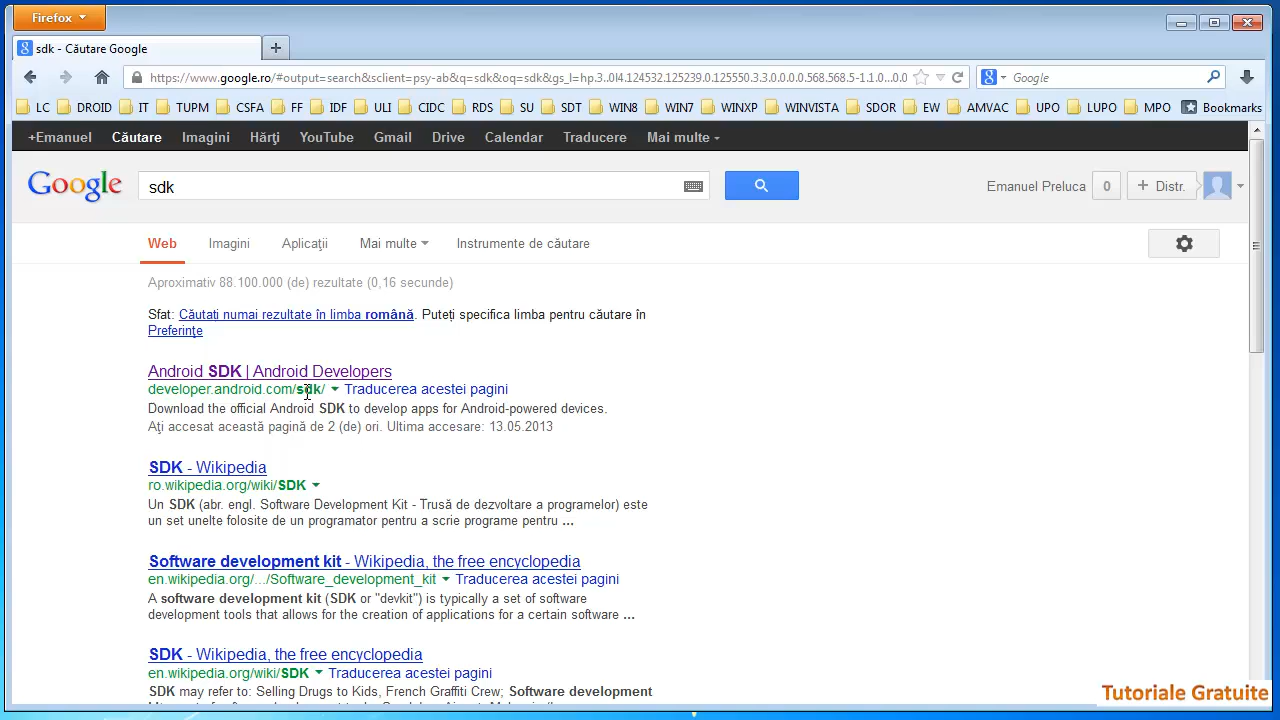 Firefox
sdk - Căutare Google
https://www.google.ro/#output=search&sclient=psy-ab&q=sdk&oq=sdk&gs_l=hp.3..0l4.124532.125239.0.125550.3.3.0.0.0.0.568.568.5-1.1.0...0.0 Google
LC DROID IT TUPM CSFA FF IDF ULI CIDC RDS SU SDT WIN8 WIN7 WINXP WINVISTA SDOR EW AMVAC UPO LUPO MPO Bookmarks
+Emanuel Căutare Imagini Hărţi YouTube Gmail Drive Calendar Traducere Mai multe
Google sdk Emanuel Preluca 0 + Distr.
Web Imagini Aplicaţii Mai multe Instrumente de căutare
Aproximativ 88.100.000 (de) rezultate (0,16 secunde)
Sfat: Căutaţi numai rezultate în limba română. Puteţi specifica limba pentru căutare în
Preferinţe
Android SDK | Android Developers
developer.android.com/sdk/ Traducerea acestei pagini
Download the official Android SDK to develop apps for Android-powered devices.
Aţi accesat această pagină de 2 (de) ori. Ultima accesare: 13.05.2013
SDK - Wikipedia
ro.wikipedia.org/wiki/SDK
Un SDK (abr. engl. Software Development Kit - Trusă de dezvoltare a programelor) este
un set unelte folosite de un programator pentru a scrie programe pentru ...
Software development kit - Wikipedia, the free encyclopedia
en.wikipedia.org/.../Software_development_kit Traducerea acestei pagini
A software development kit (SDK or "devkit") is typically a set of software
development tools that allows for the creation of applications for a certain software ...
SDK - Wikipedia, the free encyclopedia
en.wikipedia.org/wiki/SDK Traducerea acestei pagini
SDK may refer to: Selling Drugs to Kids, French Graffiti Crew; Software development
Tutoriale Gratuite